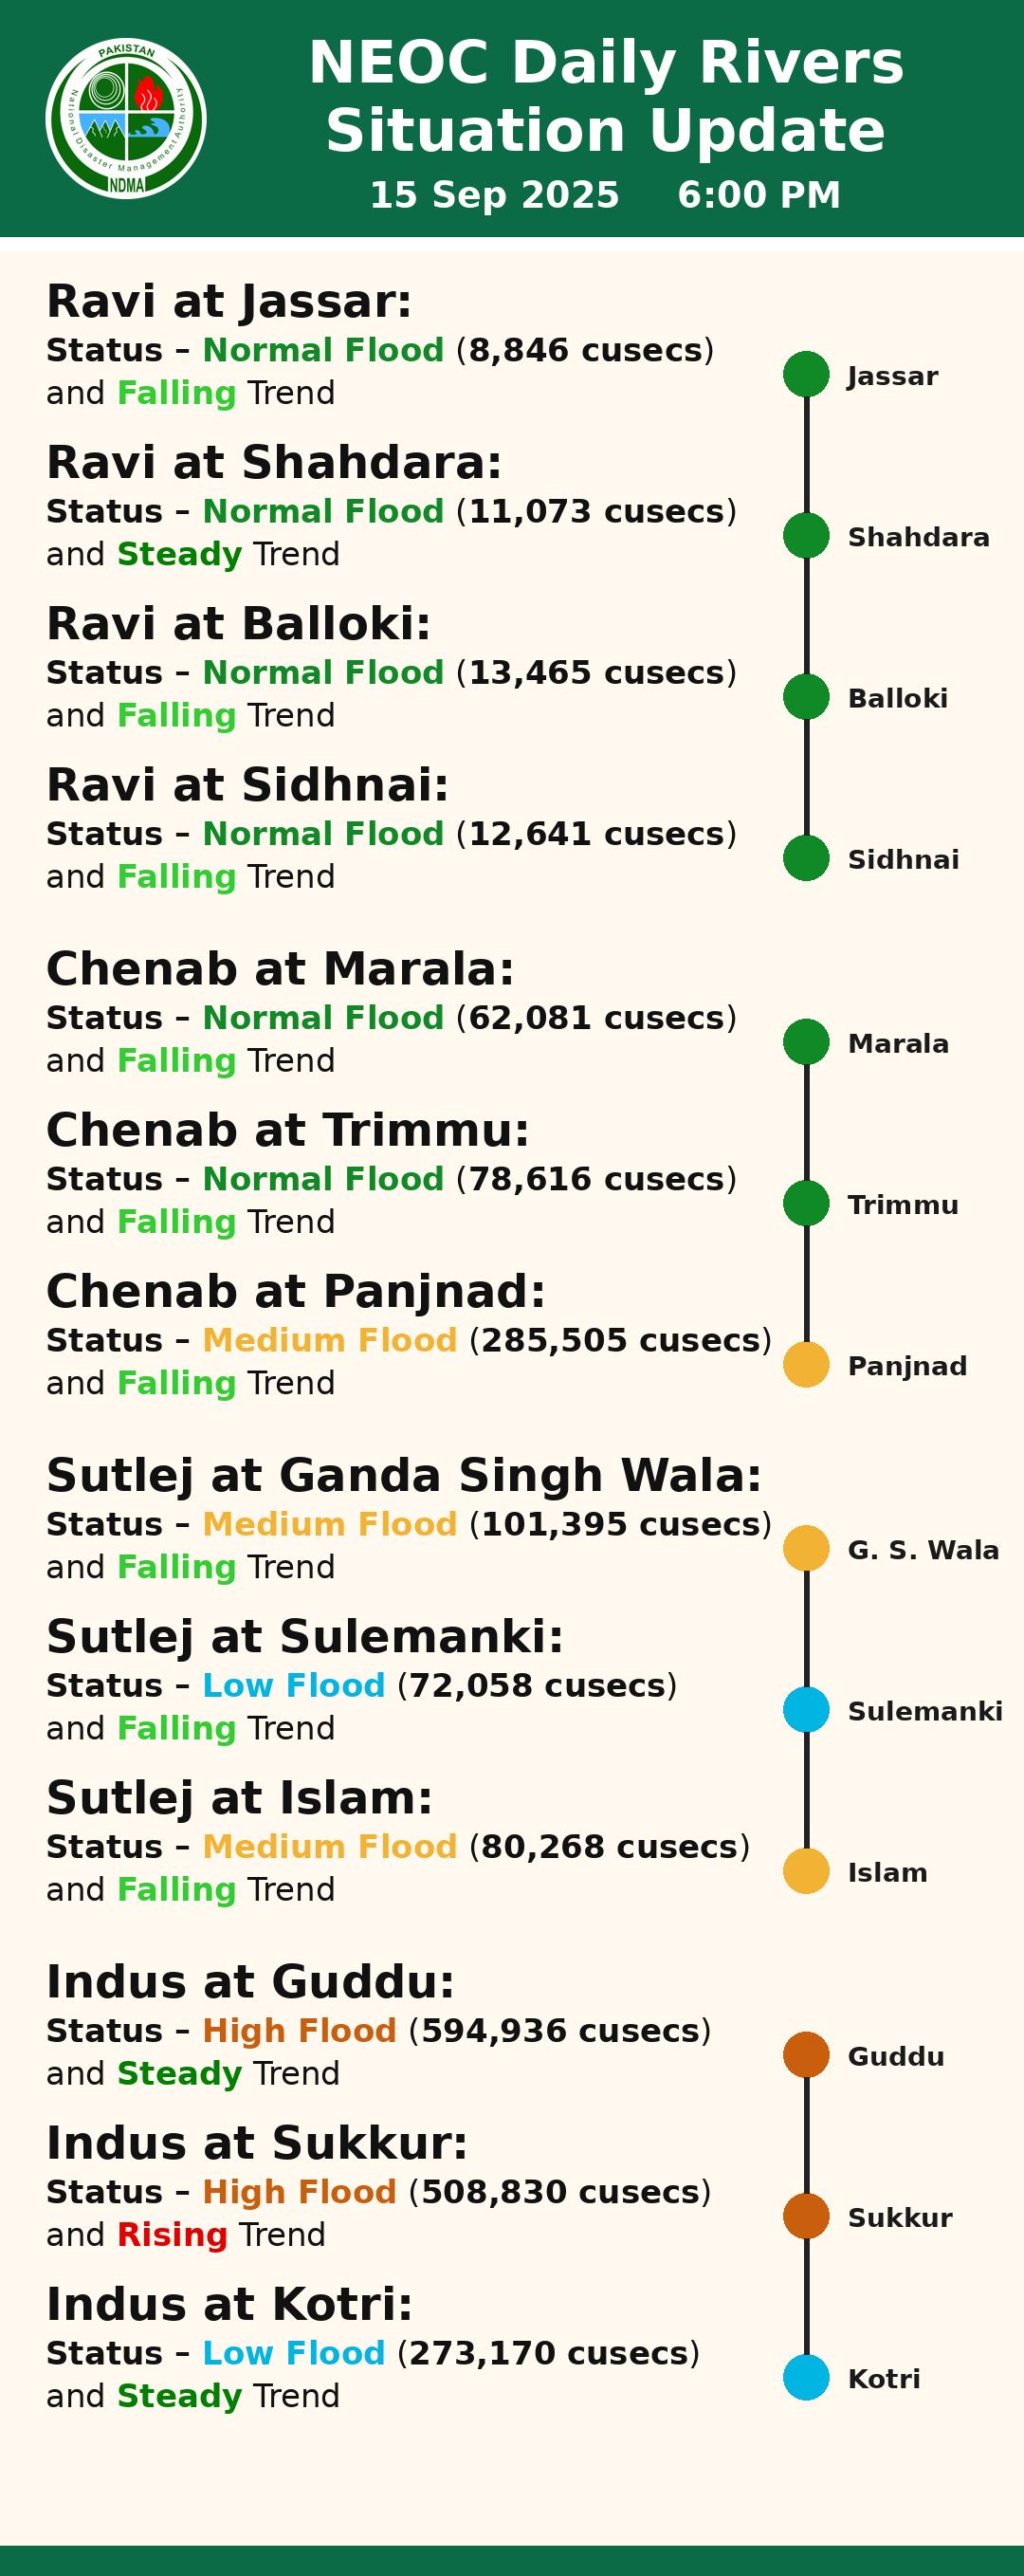 PAKISTAN
National Disaster Management Authority
NDMA
NEOC Daily Rivers
Situation Update
15 Sep 2025 6:00 PM
Ravi at Jassar:
Status – Normal Flood (8,846 cusecs)
and Falling Trend
Jassar
Ravi at Shahdara:
Status – Normal Flood (11,073 cusecs)
and Steady Trend
Shahdara
Ravi at Balloki:
Status – Normal Flood (13,465 cusecs)
and Falling Trend
Balloki
Ravi at Sidhnai:
Status – Normal Flood (12,641 cusecs)
and Falling Trend
Sidhnai
Chenab at Marala:
Status – Normal Flood (62,081 cusecs)
and Falling Trend
Marala
Chenab at Trimmu:
Status – Normal Flood (78,616 cusecs)
and Falling Trend
Trimmu
Chenab at Panjnad:
Status – Medium Flood (285,505 cusecs)
and Falling Trend
Panjnad
Sutlej at Ganda Singh Wala:
Status – Medium Flood (101,395 cusecs)
and Falling Trend
G. S. Wala
Sutlej at Sulemanki:
Status – Low Flood (72,058 cusecs)
and Falling Trend
Sulemanki
Sutlej at Islam:
Status – Medium Flood (80,268 cusecs)
and Falling Trend
Islam
Indus at Guddu:
Status – High Flood (594,936 cusecs)
and Steady Trend
Guddu
Indus at Sukkur:
Status – High Flood (508,830 cusecs)
and Rising Trend
Sukkur
Indus at Kotri:
Status – Low Flood (273,170 cusecs)
and Steady Trend
Kotri